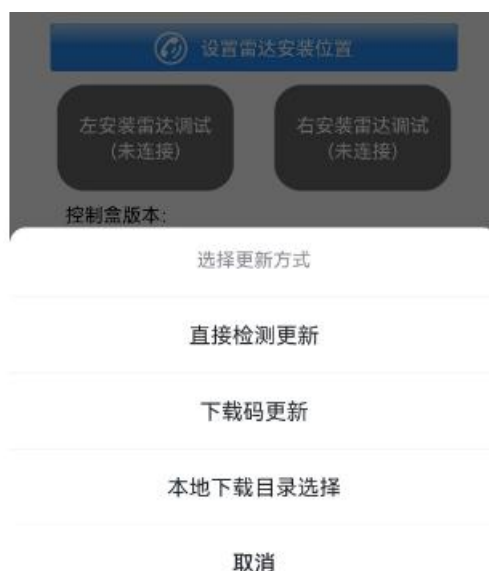 设置雷达安装位置
左安装雷达调试
(未连接)
右安装雷达调试
(未连接)
控制盒版本:
选择更新方式
直接检测更新
下载码更新
本地下载目录选择
取消